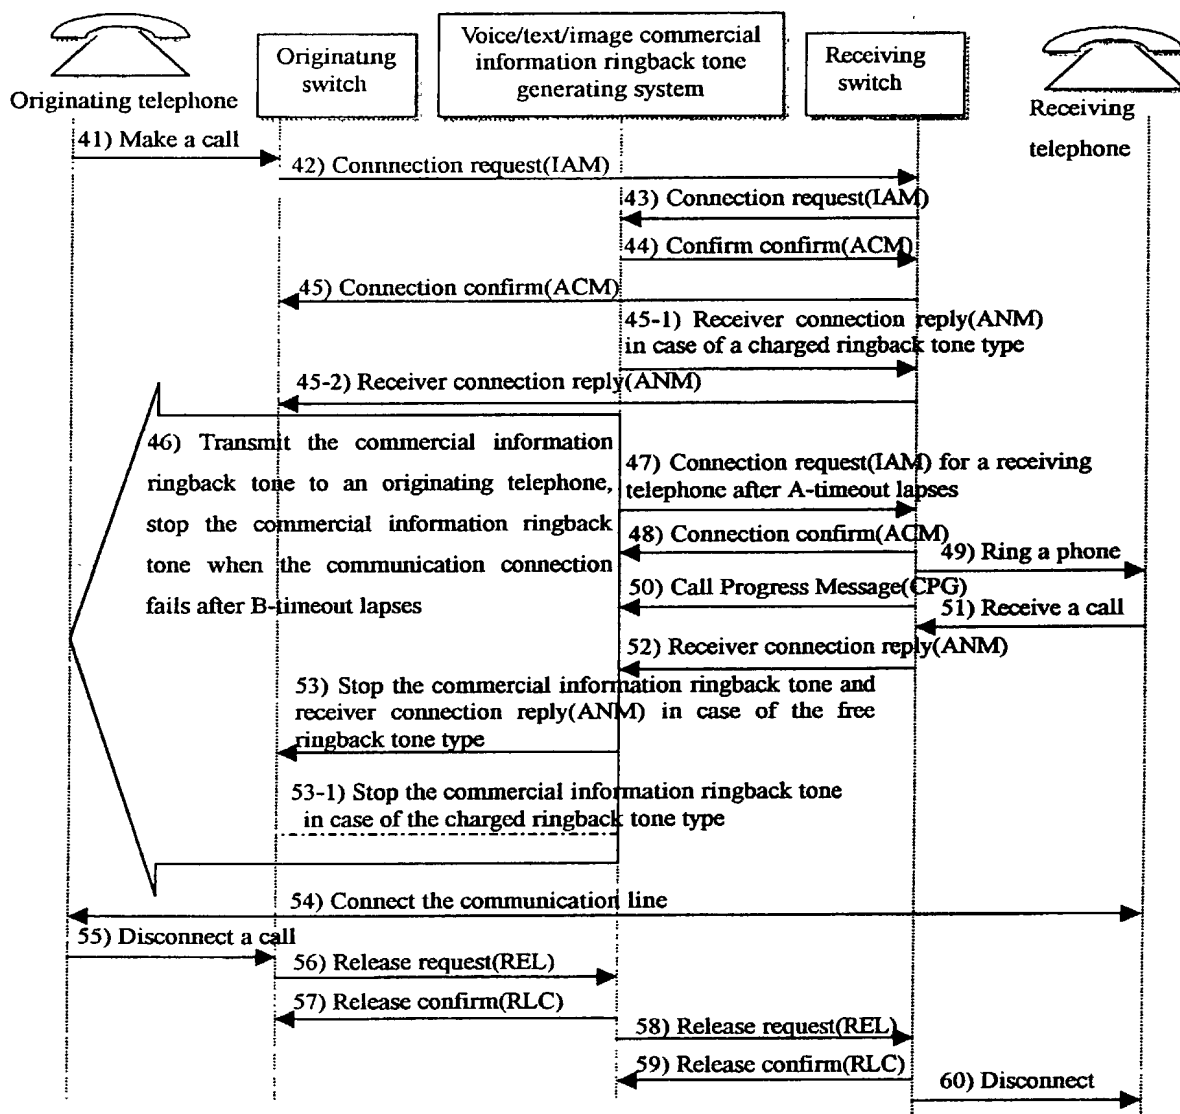 Originating telephone
Originating
switch
Voice/text/image commercial
information ringback tone
generating system
Receiving
switch
Receiving
telephone
41) Make a call
42) Connnection request(IAM)
43) Connection request(IAM)
44) Confirm confirm(ACM)
45) Connection confirm(ACM)
45-1) Receiver connection reply(ANM)
in case of a charged ringback tone type
45-2) Receiver connection reply(ANM)
46) Transmit the commercial information
ringback tone to an originating telephone,
stop the commercial information ringback
tone when the communication connection
fails after B-timeout lapses
47) Connection request(IAM) for a receiving
telephone after A-timeout lapses
48) Connection confirm(ACM)
49) Ring a phone
50) Call Progress Message(CPG)
51) Receive a call
52) Receiver connection reply(ANM)
53) Stop the commercial information ringback tone and
receiver connection reply(ANM) in case of the free
ringback tone type
53-1) Stop the commercial information ringback tone
in case of the charged ringback tone type
54) Connect the communication line
55) Disconnect a call
56) Release request(REL)
57) Release confirm(RLC)
58) Release request(REL)
59) Release confirm(RLC)
60) Disconnect